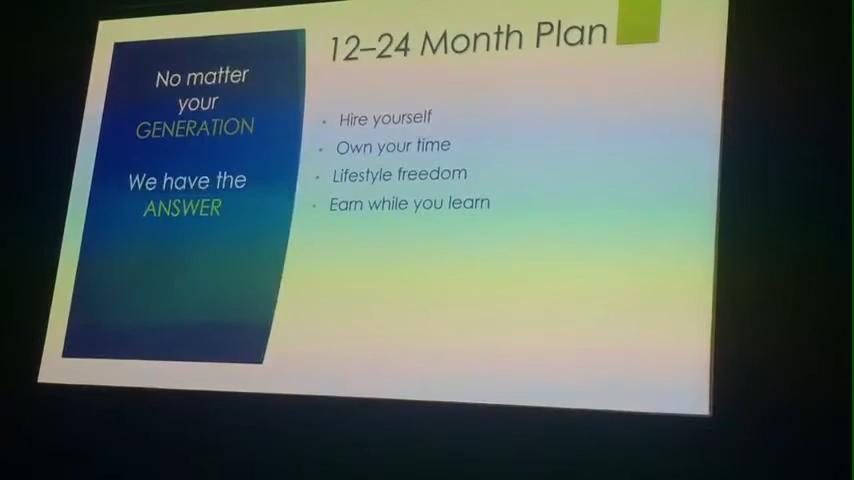 No matter
your
GENERATION
We have the
ANSWER
12–24 Month Plan
Hire yourself
Own your time
Lifestyle freedom
Earn while you learn